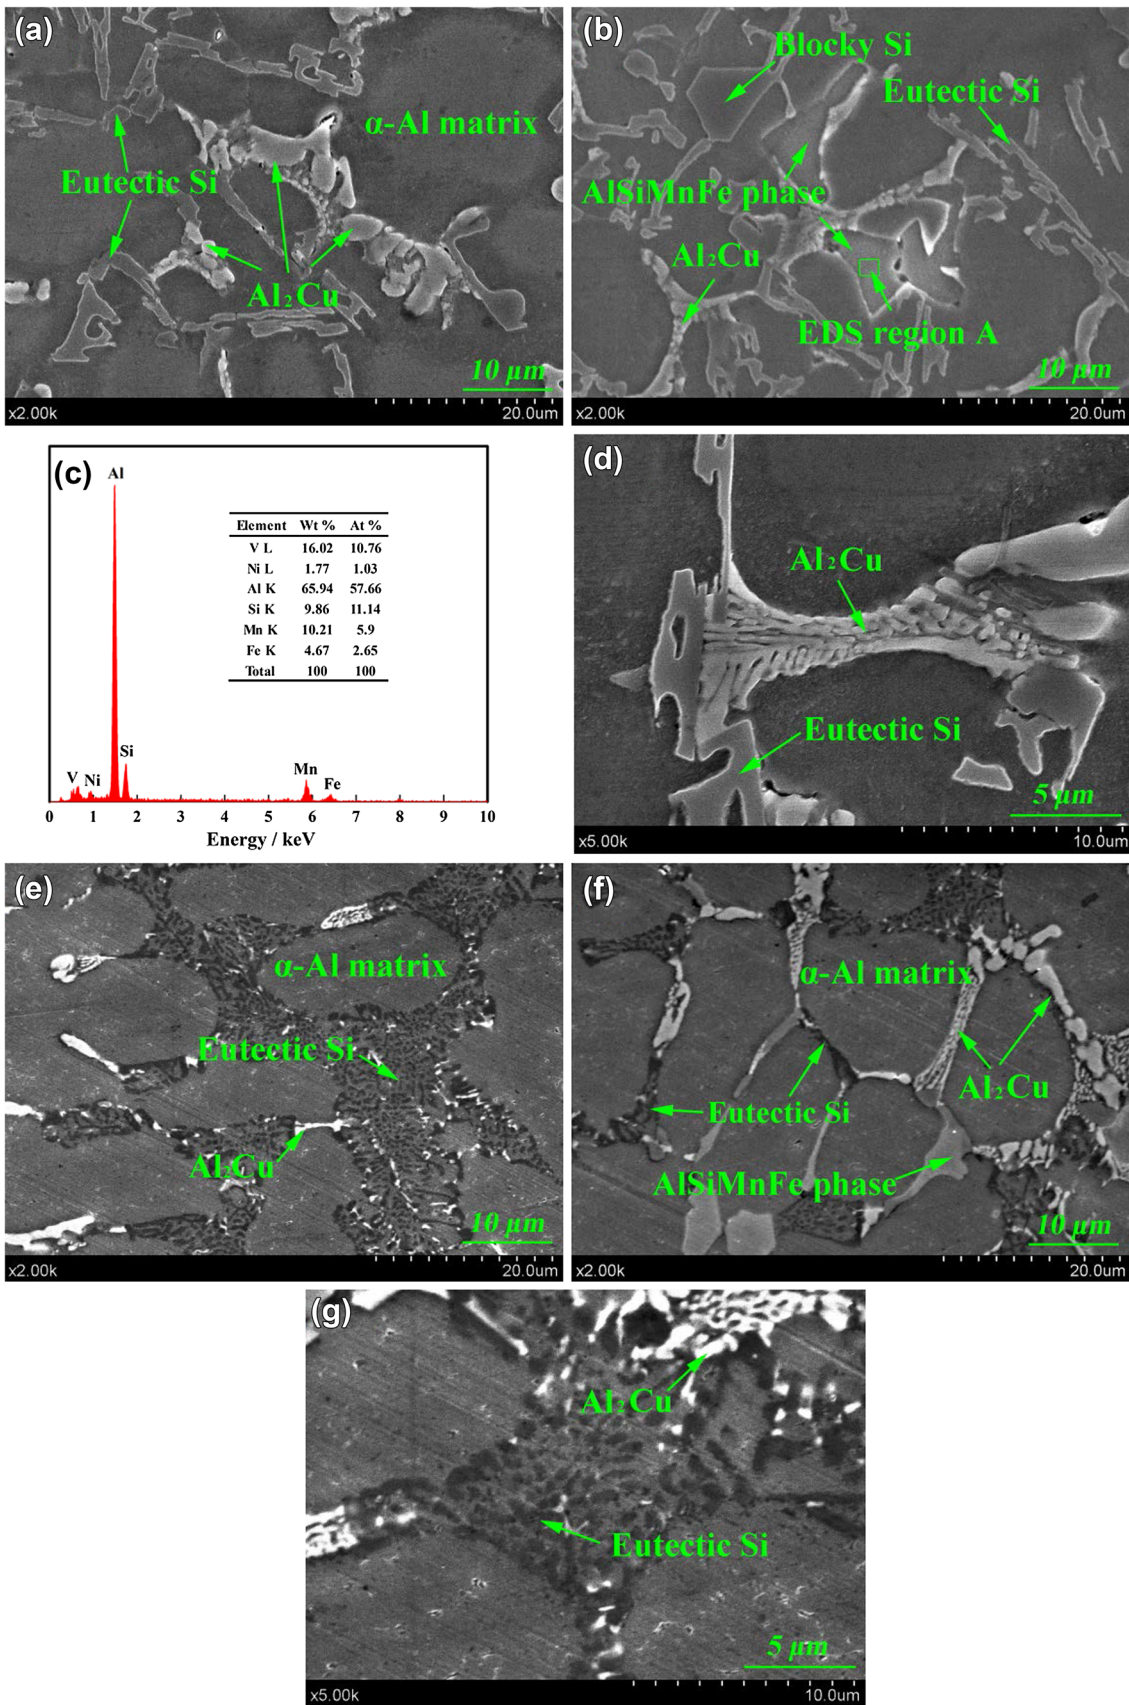 (a)
α-Al matrix
Eutectic Si
Al₂Cu
10 μm
x2.00k
20.0um
(b)
Blocky Si
Eutectic Si
AlSiMnFe phase
Al₂Cu
EDS region A
10 μm
x2.00k
20.0um
(c)
Al
Element Wt % At %
V L 16.02 10.76
Ni L 1.77 1.03
Al K 65.94 57.66
Si K 9.86 11.14
Mn K 10.21 5.9
Fe K 4.67 2.65
Total 100 100
Si
V
Ni
Mn
Fe
0 1 2 3 4 5 6 7 8 9 10
Energy / keV
(d)
Al₂Cu
Eutectic Si
5 μm
x5.00k
10.0um
(e)
α-Al matrix
Eutectic Si
Al₂Cu
10 μm
x2.00k
20.0um
(f)
α-Al matrix
Al₂Cu
Eutectic Si
AlSiMnFe phase
10 μm
x2.00k
20.0um
(g)
Al₂Cu
Eutectic Si
5 μm
x5.00k
10.0um